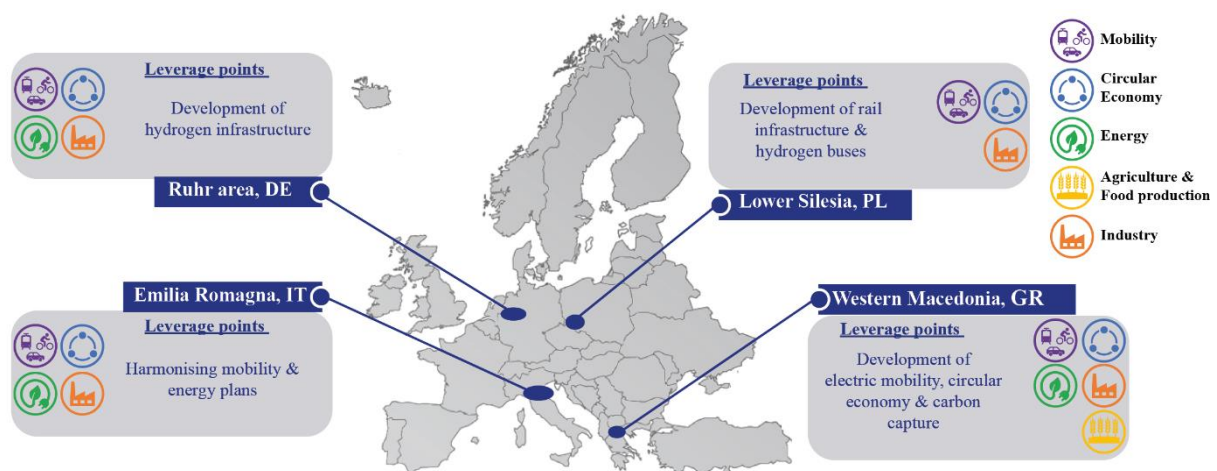 Leverage points
Development of
hydrogen infrastructure
Ruhr area, DE
Leverage points
Development of rail
infrastructure &
hydrogen buses
Lower Silesia, PL
Mobility
Circular
Economy
Energy
Agriculture &
Food production
Industry
Emilia Romagna, IT
Leverage points
Harmonising mobility &
energy plans
Western Macedonia, GR
Leverage points
Development of
electric mobility, circular
economy & carbon
capture